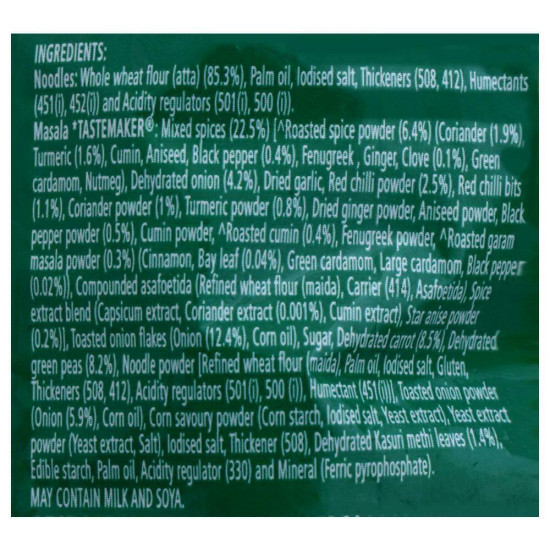 INGREDIENTS:
Noodles: Whole wheat flour (atta) (85.3%), Palm oil, Iodised salt, Thickeners (508, 412), Humectants
(451(i), 452(i)) and Acidity regulators (501(i), 500 (i)).
Masala *TASTEMAKER®: Mixed spices (22.5%) [^Roasted spice powder (6.4%) (Coriander (1.9%),
Turmeric (1.6%), Cumin, Aniseed, Black pepper (0.4%), Fenugreek , Ginger, Clove (0.1%), Green
cardamom, Nutmeg), Dehydrated onion (4.2%), Dried garlic, Red chilli powder (2.5%), Red chilli bits
(1.1%), Coriander powder (1%), Turmeric powder (0.8%), Dried ginger powder, Aniseed powder, Black
pepper powder (0.5%), Cumin powder, ^Roasted cumin (0.4%), Fenugreek powder, ^Roasted garam
masala powder (0.3%) (Cinnamon, Bay leaf (0.04%), Green cardamom, Large cardamom, Black pepper
(0.02%)), Compounded asafoetida (Refined wheat flour (maida), Carrier (414), Asafoetida), Spice
extract blend (Capsicum extract, Coriander extract (0.001%), Cumin extract), Star anise powder
(0.2%)], Toasted onion flakes (Onion (12.4%), Corn oil), Sugar, Dehydrated carrot (8.5%), Dehydrated
green peas (8.2%), Noodle powder [Refined wheat flour (maida), Palm oil, Iodised salt, Gluten,
Thickeners (508, 412), Acidity regulators (501(i), 500 (i)), Humectant (451(i))], Toasted onion powder
(Onion (5.9%), Corn oil), Corn savoury powder (Corn starch, Iodised salt, Yeast extract), Yeast extract
powder (Yeast extract, Salt), Iodised salt, Thickener (508), Dehydrated Kasuri methi leaves (1.4%),
Edible starch, Palm oil, Acidity regulator (330) and Mineral (Ferric pyrophosphate).
MAY CONTAIN MILK AND SOYA.